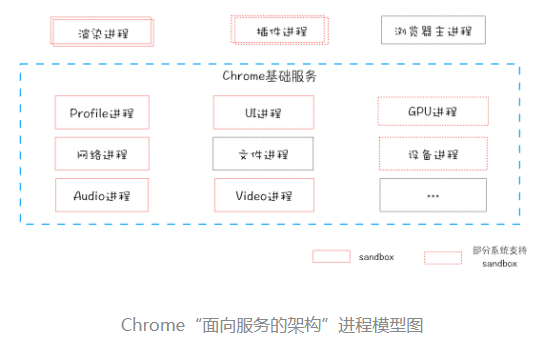 渲染进程 插件进程 浏览器主进程
Chrome基础服务
Profile进程 UI进程 GPU进程
网络进程 文件进程 设备进程
Audio进程 Video进程 ...
sandbox 部分系统支持
sandbox
Chrome“面向服务的架构”进程模型图